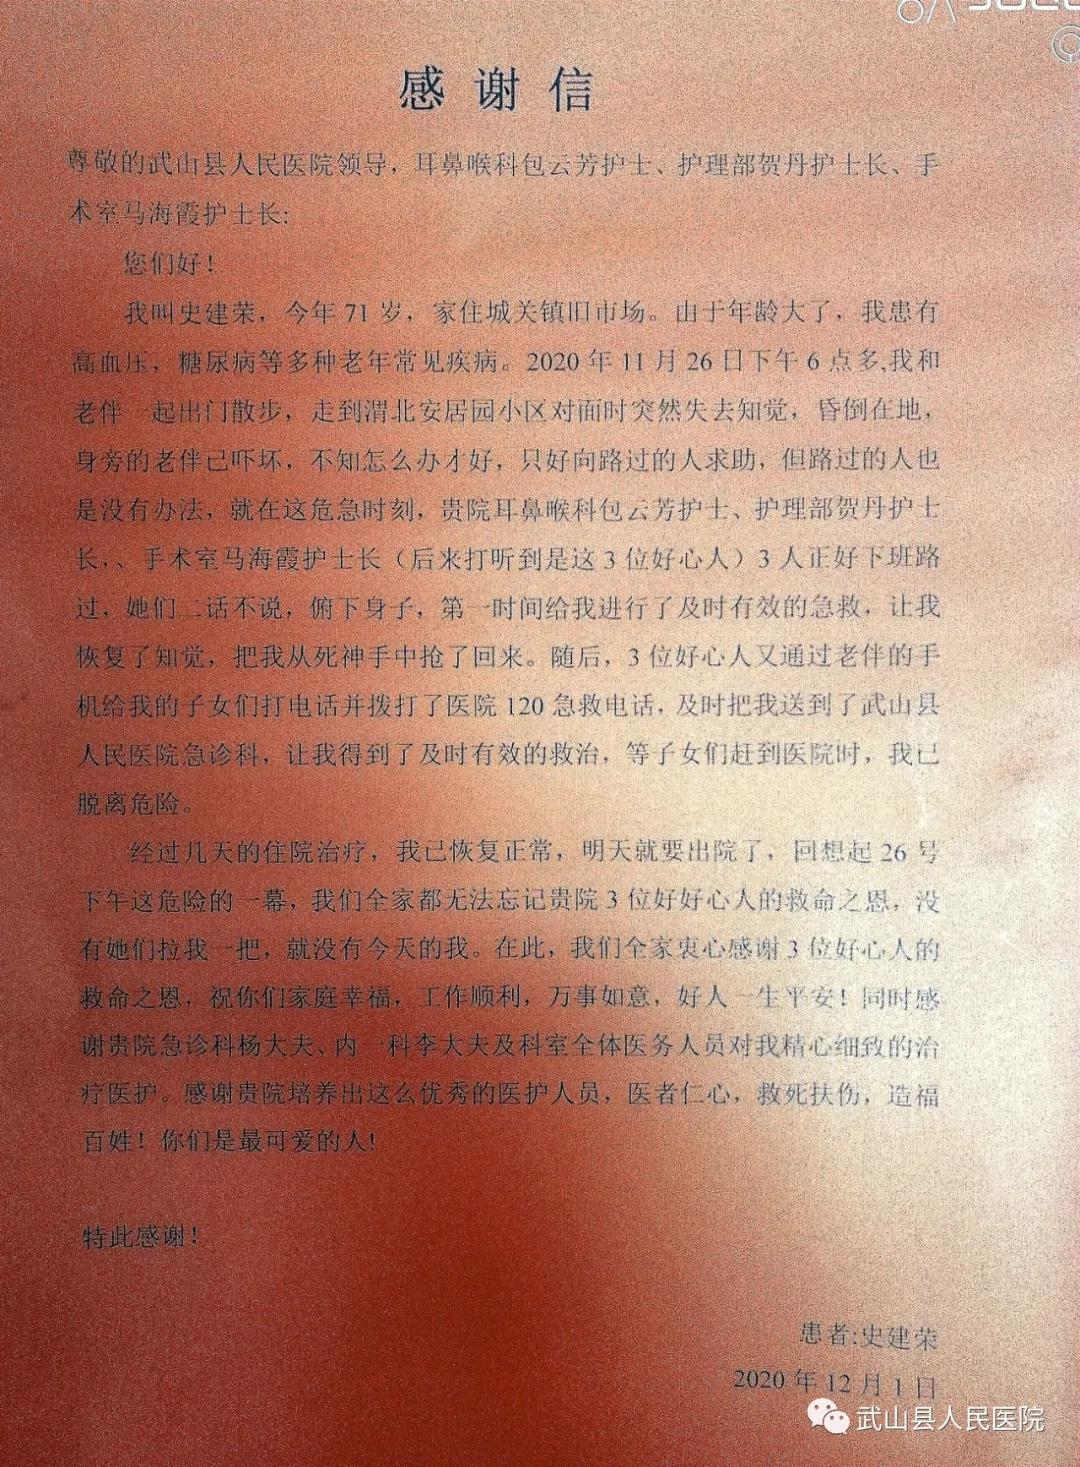 感谢信
尊敬的武山县人民医院领导，耳鼻喉科包云芳护士、护理部贺丹护士长、手
术室马海霞护士长:
您们好！
我叫史建荣，今年 71 岁，家住城关镇旧市场。由于年龄大了，我患有
高血压，糖尿病等多种老年常见疾病。2020 年 11 月 26 日下午 6 点多,我和
老伴一起出门散步，走到渭北安居园小区对面时突然失去知觉，昏倒在地，
身旁的老伴已吓坏，不知怎么办才好，只好向路过的人求助，但路过的人也
是没有办法，就在这危急时刻，贵院耳鼻喉科包云芳护士、护理部贺丹护士
长，、手术室马海霞护士长（后来打听到是这 3 位好心人）3 人正好下班路
过，她们二话不说，俯下身子，第一时间给我进行了及时有效的急救，让我
恢复了知觉，把我从死神手中抢了回来。随后，3 位好心人又通过老伴的手
机给我的子女们打电话并拨打了医院 120 急救电话，及时把我送到了武山县
人民医院急诊科，让我得到了及时有效的救治，等子女们赶到医院时，我已
脱离危险。
经过几天的住院治疗，我已恢复正常，明天就要出院了，回想起 26 号
下午这危险的一幕，我们全家都无法忘记贵院 3 位好好心人的救命之恩，没
有她们拉我一把，就没有今天的我。在此，我们全家衷心感谢 3 位好心人的
救命之恩，祝你们家庭幸福，工作顺利，万事如意，好人一生平安！同时感
谢贵院急诊科杨大夫、内一科李大夫及科室全体医务人员对我精心细致的治
疗医护。感谢贵院培养出这么优秀的医护人员，医者仁心，救死扶伤，造福
百姓！你们是最可爱的人!
特此感谢！
患者:史建荣
2020 年 12 月 1 日
武山县人民医院